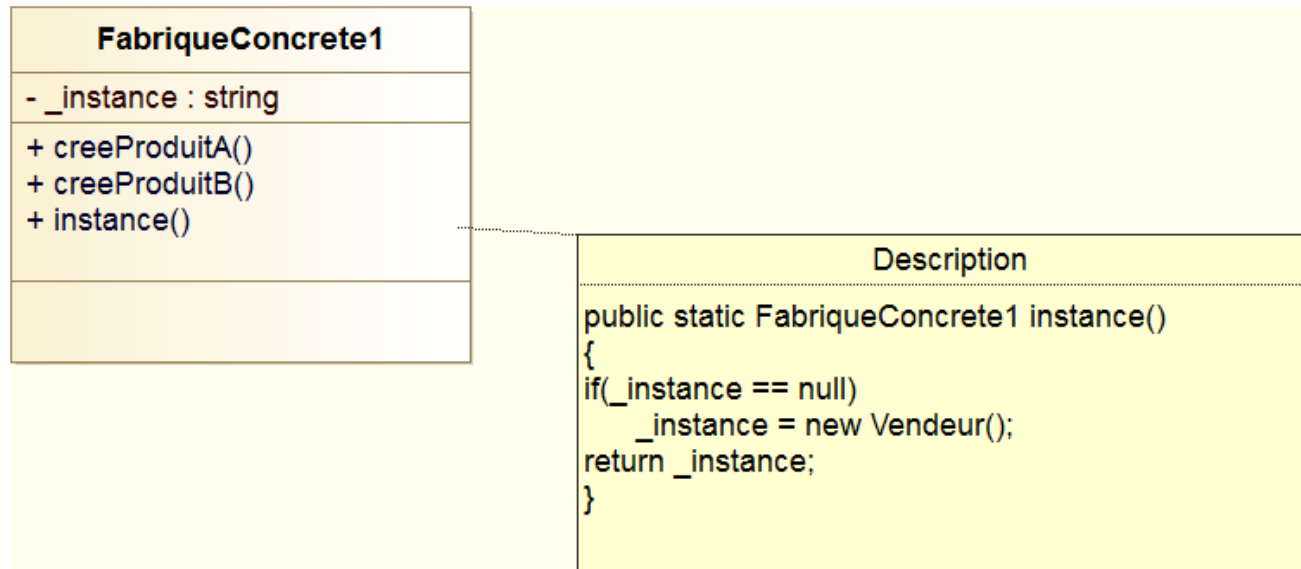 FabriqueConcrete1
- _instance : string
+ creeProduitA()
+ creeProduitB()
+ instance()
Description
public static FabriqueConcrete1 instance()
{
if(_instance == null)
_instance = new Vendeur();
return _instance;
}